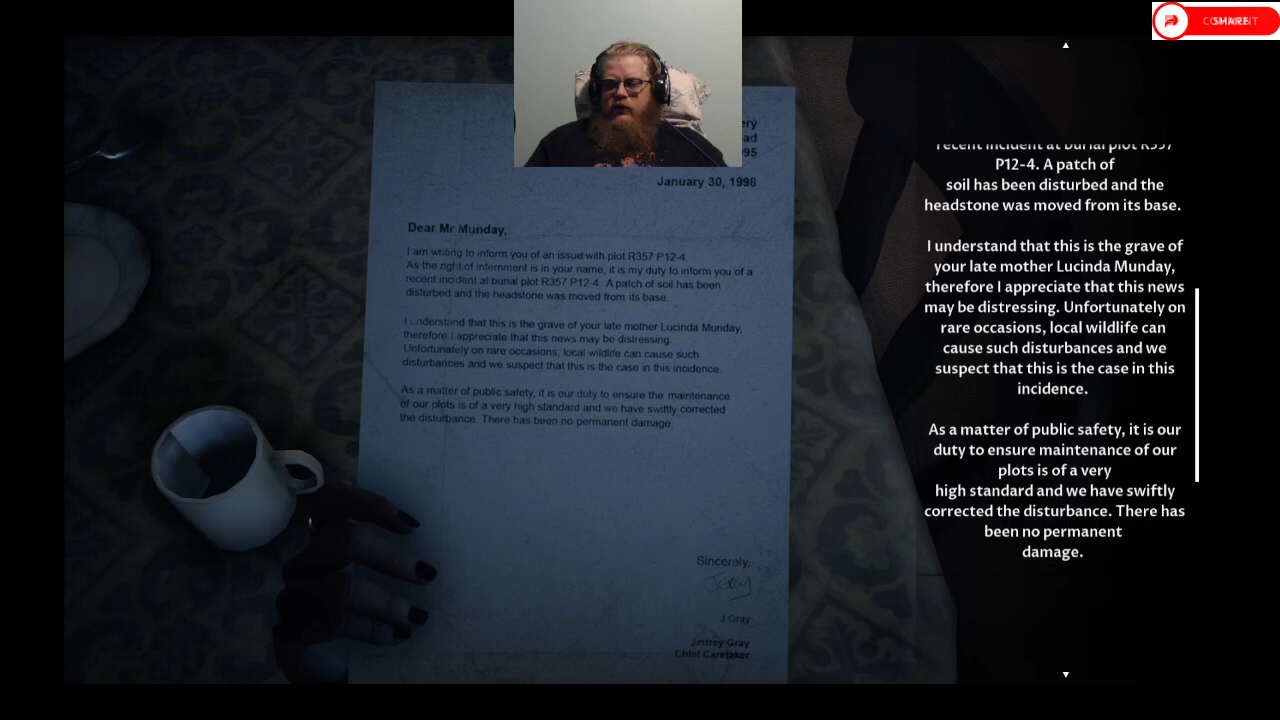 SHARE
ery
ad
95
January 30, 1998
Dear Mr Munday,
I am writing to inform you of an issue with plot R357 P12-4.
As the right of internment is in your name, it is my duty to inform you of a
recent incident at burial plot R357 P12-4. A patch of soil has been
disturbed and the headstone was moved from its base.
I understand that this is the grave of your late mother Lucinda Munday,
therefore I appreciate that this news may be distressing.
Unfortunately on rare occasions, local wildlife can cause such
disturbances and we suspect that this is the case in this incidence.
As a matter of public safety, it is our duty to ensure the maintenance
of our plots is of a very high standard and we have swiftly corrected
the disturbance. There has been no permanent damage.
Sincerely,
J Gray
Jeffrey Gray
Chief Caretaker
recent incident at burial plot R357
P12-4. A patch of
soil has been disturbed and the
headstone was moved from its base.
I understand that this is the grave of
your late mother Lucinda Munday,
therefore I appreciate that this news
may be distressing. Unfortunately on
rare occasions, local wildlife can
cause such disturbances and we
suspect that this is the case in this
incidence.
As a matter of public safety, it is our
duty to ensure maintenance of our
plots is of a very
high standard and we have swiftly
corrected the disturbance. There has
been no permanent
damage.